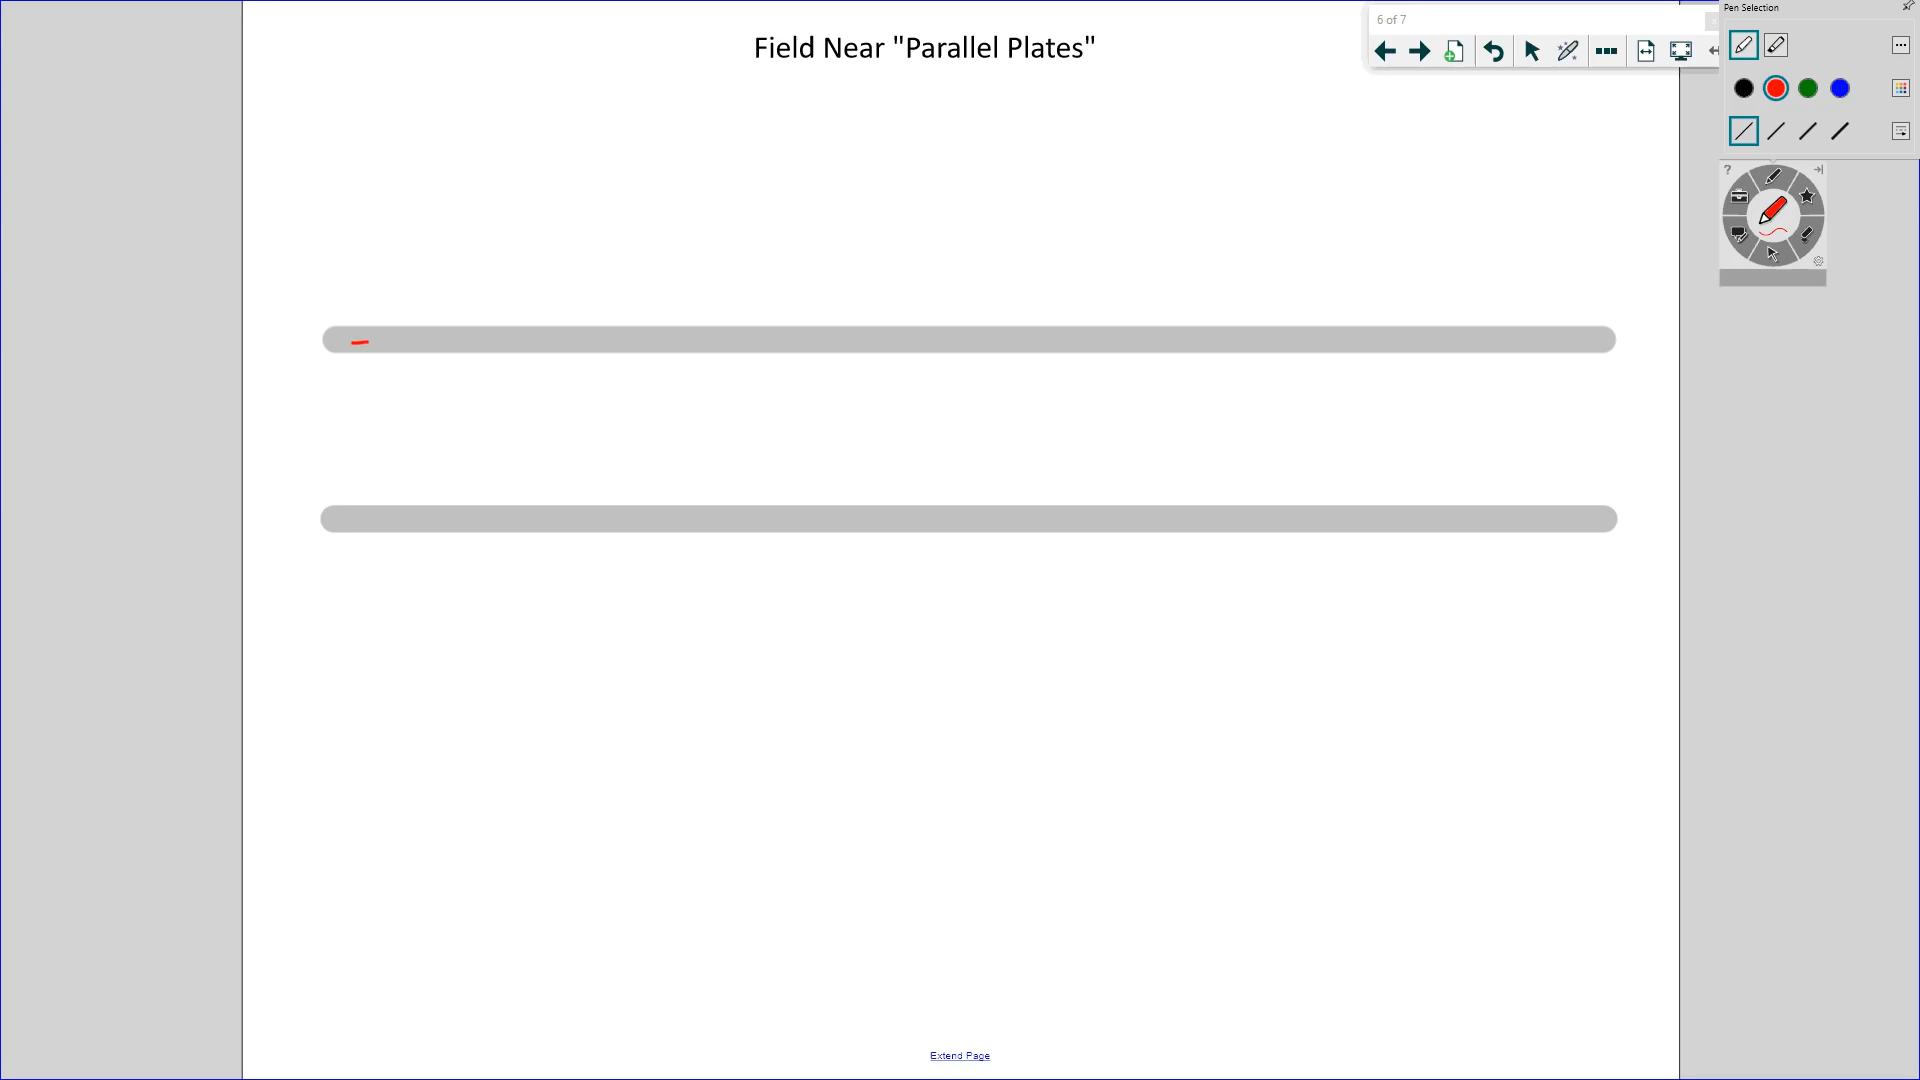 Field Near "Parallel Plates"
6 of 7
Pen Selection
?
Extend Page